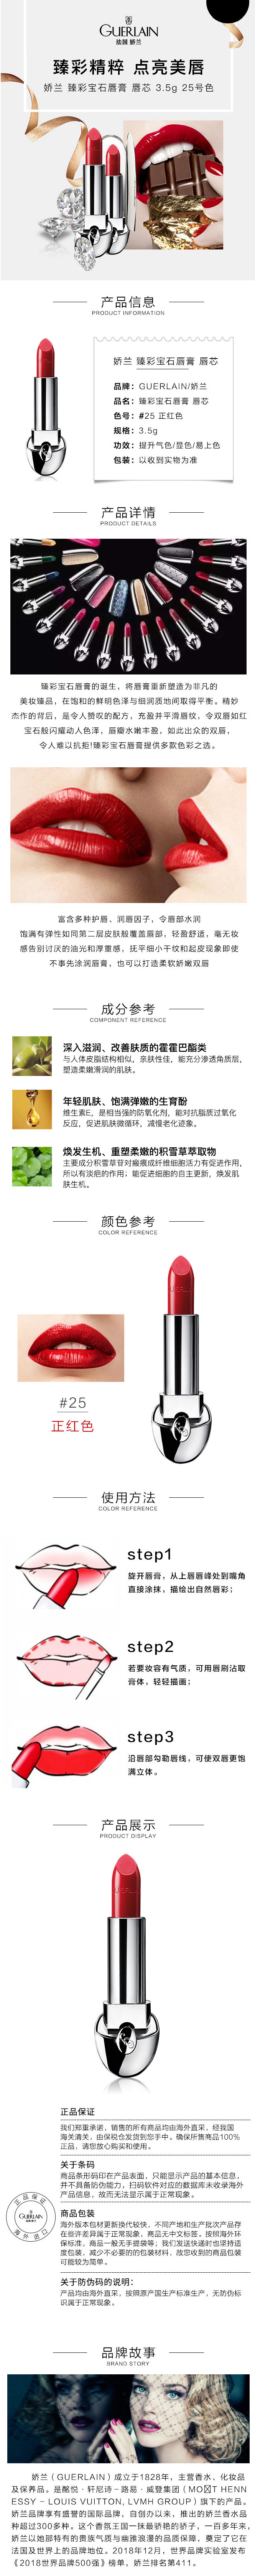 GUERLAIN
法国 娇兰
臻彩精粹 点亮美唇
娇兰 臻彩宝石唇膏 唇芯 3.5g 25号色
产品信息
PRODUCT INFORMATION
娇兰 臻彩宝石唇膏 唇芯
品牌：GUERLAIN/娇兰
品名：臻彩宝石唇膏 唇芯
色号：#25 正红色
规格：3.5g
功效：提升气色/显色/易上色
包装：以收到实物为准
产品详情
PRODUCT DETAILS
臻彩宝石唇膏的诞生，将唇膏重新塑造为非凡的
美妆臻品，在饱和的鲜明色泽与细润质地间取得平衡。精妙
杰作的背后，是令人赞叹的配方，充盈并平滑唇纹，令双唇如红
宝石般闪耀动人色泽，唇瓣水嫩丰盈，如此出众的双唇，
令人难以抗拒!臻彩宝石唇膏提供多款色彩之选。
富含多种护唇、润唇因子，令唇部水润
饱满有弹性如同第二层皮肤般覆盖唇部，轻盈舒适，毫无妆
感告别讨厌的油光和厚重感，抚平细小干纹和起皮现象即使
不事先涂润唇膏，也可以打造柔软娇嫩双唇
成分参考
COMPONENT REFERENCE
深入滋润、改善肤质的霍霍巴酯类
与人体皮脂结构相似，亲肤性佳，能充分渗透角质层，
塑造柔嫩滑润的肌肤。
年轻肌肤、饱满弹嫩的生育酚
维生素E，是相当强的防氧化剂，能对抗脂质过氧化
反应，促进肌肤微循环，减慢老化迹象。
焕发生机、重塑柔嫩的积雪草萃取物
主要成分积雪草苷对瘢痕成纤维细胞活力有促进作用，
所以有淡疤的作用；能促进细胞的自主更新，焕发肌
肤生机。
颜色参考
COLOR REFERENCE
#25
正红色
使用方法
COLOR REFERENCE
step1
旋开唇膏，从上唇唇峰处到嘴角
直接涂抹，描绘出自然唇彩；
step2
若要妆容有气质，可用唇刷沾取
膏体，轻轻描画；
step3
沿唇部勾勒唇线，可使双唇更饱
满立体。
产品展示
PRODUCT DISPLAY
正品保证
我们郑重承诺，销售的所有商品均由海外直采，经我国
海关清关，由保税仓发货到您手中。确保所售商品100%
正品，请您放心购买和使用。
关于条码
商品条形码印在产品表面，只能显示产品的基本信息，
并不具备防伪能力，扫码软件对应的数据库未收录海外
产品信息，故而无法显示属于正常现象。
正品保证
GUERLAIN
法国 娇兰
海外进口
商品包装
海外版本包材更新换代较快，不同产地和生产批次产品存
在些许差异属于正常现象，商品无中文标签。按照海外环
保标准，商品一般无手提袋等；我们发送快递时也坚持适
度包装，减少不必要的的包装材料，故您收到的商品包装
可能较为简单。
关于防伪码的说明：
产品均由海外直采，按照原产国生产标准生产，无防伪标
识属于正常现象。
品牌故事
BRAND STORY
娇兰（GUERLAIN）成立于1828年，主营香水、化妆品
及保养品。是酩悦·轩尼诗－路易·威登集团（MO T HENN
ESSY – LOUIS VUITTON, LVMH GROUP）旗下的产品。
娇兰品牌享有盛誉的国际品牌，自创办以来，推出的娇兰香水品
种超过300多种。这个香氛王国一抹最骄艳的骄子，一百多年来，
娇兰以她那特有的贵族气质与幽雅浪漫的品质保障，奠定了它在
法国及世界上的品牌地位。2018年12月，世界品牌实验室发布
《2018世界品牌500强》榜单，娇兰排名第411。